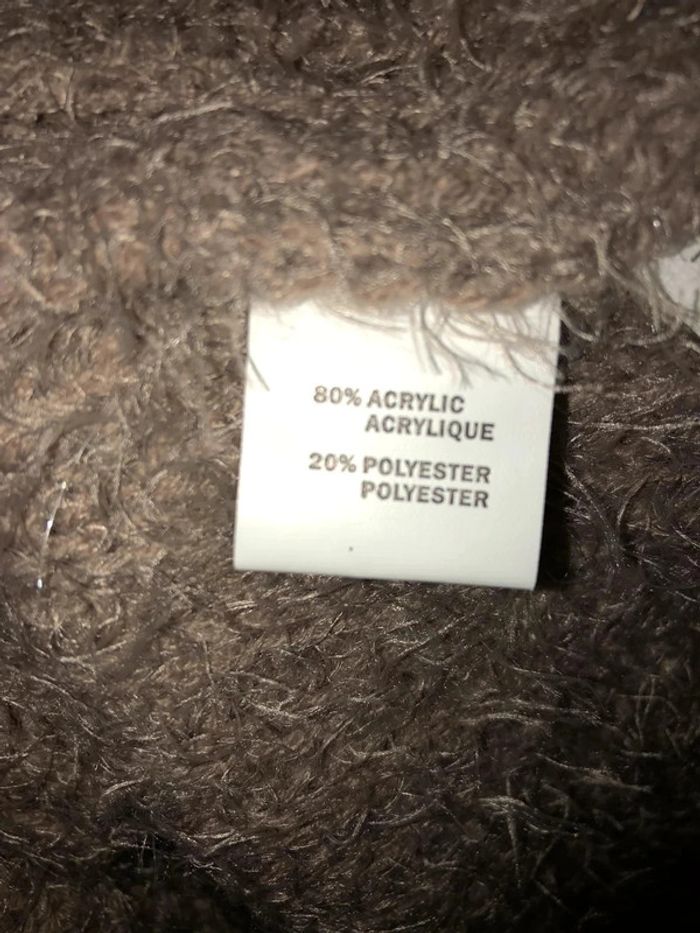 80% ACRYLIC
ACRYLIQUE
20% POLYESTER
POLYESTER